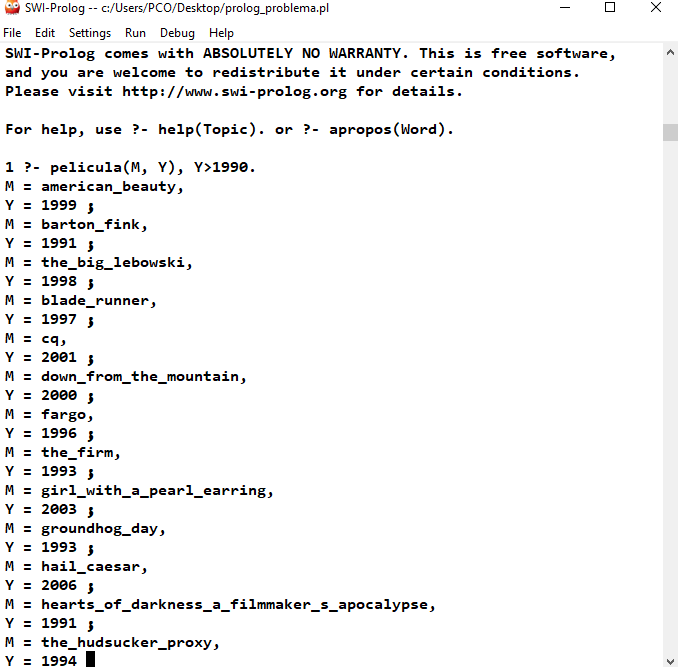 SWI-Prolog -- c:/Users/PCO/Desktop/prolog_problema.pl
File Edit Settings Run Debug Help
SWI-Prolog comes with ABSOLUTELY NO WARRANTY. This is free software,
and you are welcome to redistribute it under certain conditions.
Please visit http://www.swi-prolog.org for details.
For help, use ?- help(Topic). or ?- apropos(Word).
1 ?- pelicula(M, Y), Y>1990.
M = american_beauty,
Y = 1999 ;
M = barton_fink,
Y = 1991 ;
M = the_big_lebowski,
Y = 1998 ;
M = blade_runner,
Y = 1997 ;
M = cq,
Y = 2001 ;
M = down_from_the_mountain,
Y = 2000 ;
M = fargo,
Y = 1996 ;
M = the_firm,
Y = 1993 ;
M = girl_with_a_pearl_earring,
Y = 2003 ;
M = groundhog_day,
Y = 1993 ;
M = hail_caesar,
Y = 2006 ;
M = hearts_of_darkness_a_filmmaker_s_apocalypse,
Y = 1991 ;
M = the_hudsucker_proxy,
Y = 1994